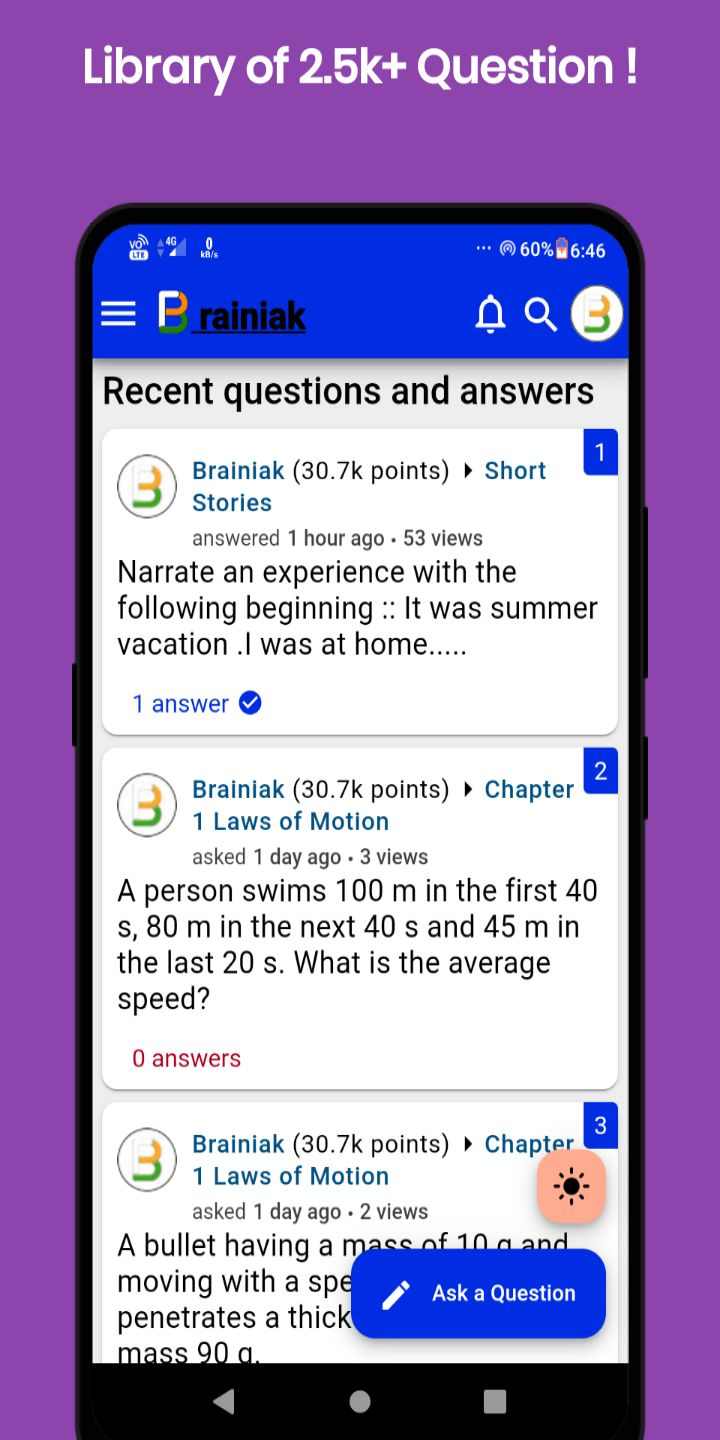 Library of 2.5k+ Question !
VO LTE 4G 0 kB/s ... 60% 6:46
Brainiak
Recent questions and answers
1
Brainiak (30.7k points) ▸ Short
Stories
answered 1 hour ago • 53 views
Narrate an experience with the
following beginning :: It was summer
vacation .I was at home.....
1 answer
2
Brainiak (30.7k points) ▸ Chapter
1 Laws of Motion
asked 1 day ago • 3 views
A person swims 100 m in the first 40
s, 80 m in the next 40 s and 45 m in
the last 20 s. What is the average
speed?
0 answers
3
Brainiak (30.7k points) ▸ Chapter
1 Laws of Motion
asked 1 day ago • 2 views
A bullet having a mass of 10 g and
moving with a spe
penetrates a thick
mass 90 g.
Ask a Question